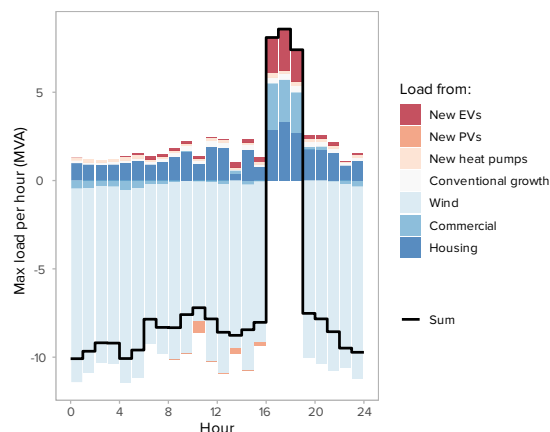 Max load per hour (MVA)
5
0
-5
-10
0 4 8 12 16 20 24
Hour
Load from:
New EVs
New PVs
New heat pumps
Conventional growth
Wind
Commercial
Housing
Sum